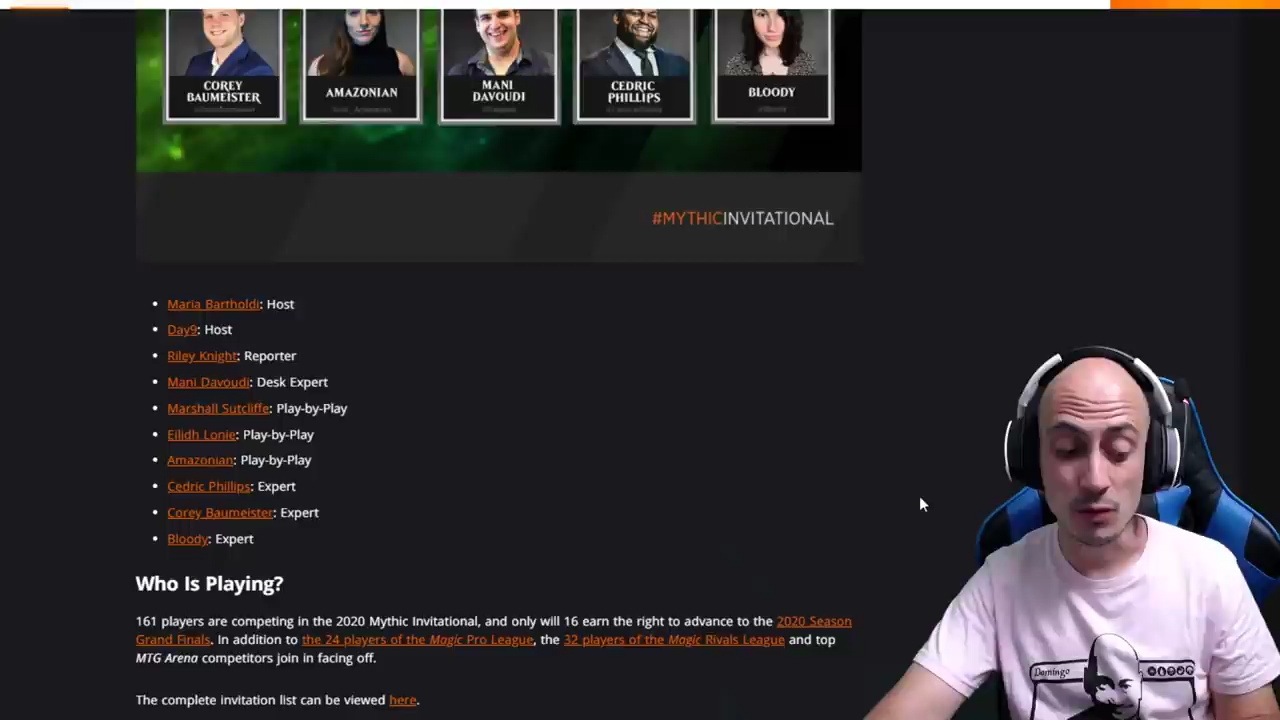 COREY
BAUMEISTER
AMAZONIAN
MANI
DAVOUDI
CEDRIC
PHILLIPS
BLOODY
#MYTHICINVITATIONAL
• Maria Bartholdi: Host
• Day9: Host
• Riley Knight: Reporter
• Mani Davoudi: Desk Expert
• Marshall Sutcliffe: Play-by-Play
• Eilidh Lonie: Play-by-Play
• Amazonian: Play-by-Play
• Cedric Phillips: Expert
• Corey Baumeister: Expert
• Bloody: Expert
Who Is Playing?
161 players are competing in the 2020 Mythic Invitational, and only will 16 earn the right to advance to the 2020 Season
Grand Finals. In addition to the 24 players of the Magic Pro League, the 32 players of the Magic Rivals League and top
MTG Arena competitors join in facing off.
The complete invitation list can be viewed here.
Domingo